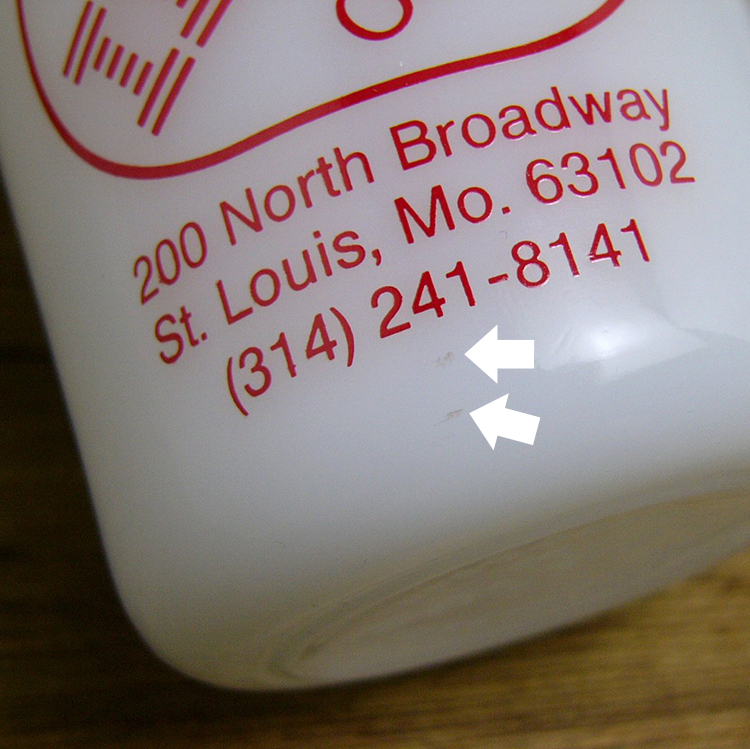 200 North Broadway
St. Louis, Mo. 63102
(314) 241-8141